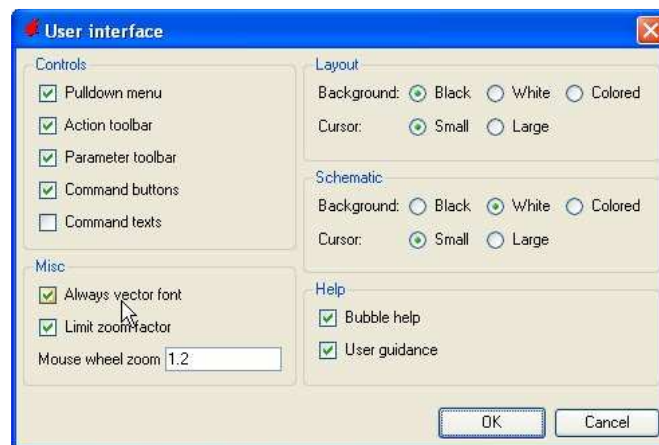 User interface
Controls
Pulldown menu
Action toolbar
Parameter toolbar
Command buttons
Command texts
Misc
Always vector font
Limit zoom factor
Mouse wheel zoom 1.2
Layout
Background: Black White Colored
Cursor: Small Large
Schematic
Background: Black White Colored
Cursor: Small Large
Help
Bubble help
User guidance
OK Cancel